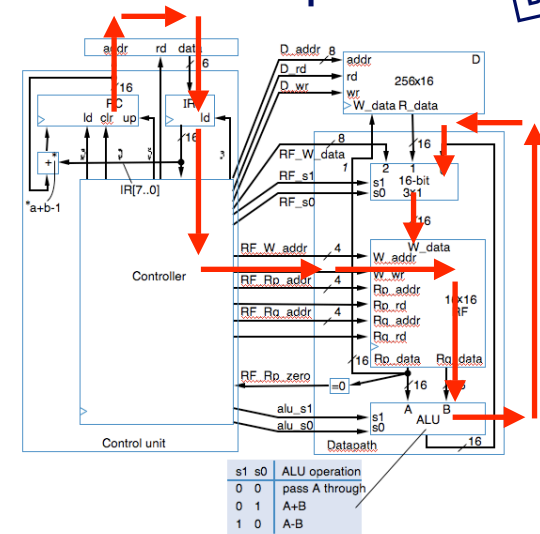 addr rd data
16
16
PC
ld clr up
IR
ld
16
+
*
*a+b-1
IR[7..0]
Controller
Control unit
D_addr 8
D_rd
D_wr
addr
rd
wr
W_data R_data
D
256x16
8
RF_W_data
RF_s1
RF_s0
1
16
2 1
s1
s0
16-bit
3x1
16
RF_W_addr 4
RF_Rp_addr 4
RF_Rq_addr 4
W_data
W_addr
W_wr
Rp_addr
Rp_rd
Rq_addr
Rq_rd
16x16
RF
Rp_data Rq_data
16
16
RF_Rp_zero
=0
alu_s1
alu_s0
s1
s0
A B
ALU
16
Datapath
s1 s0 ALU operation
0 0 pass A through
0 1 A+B
1 0 A-B